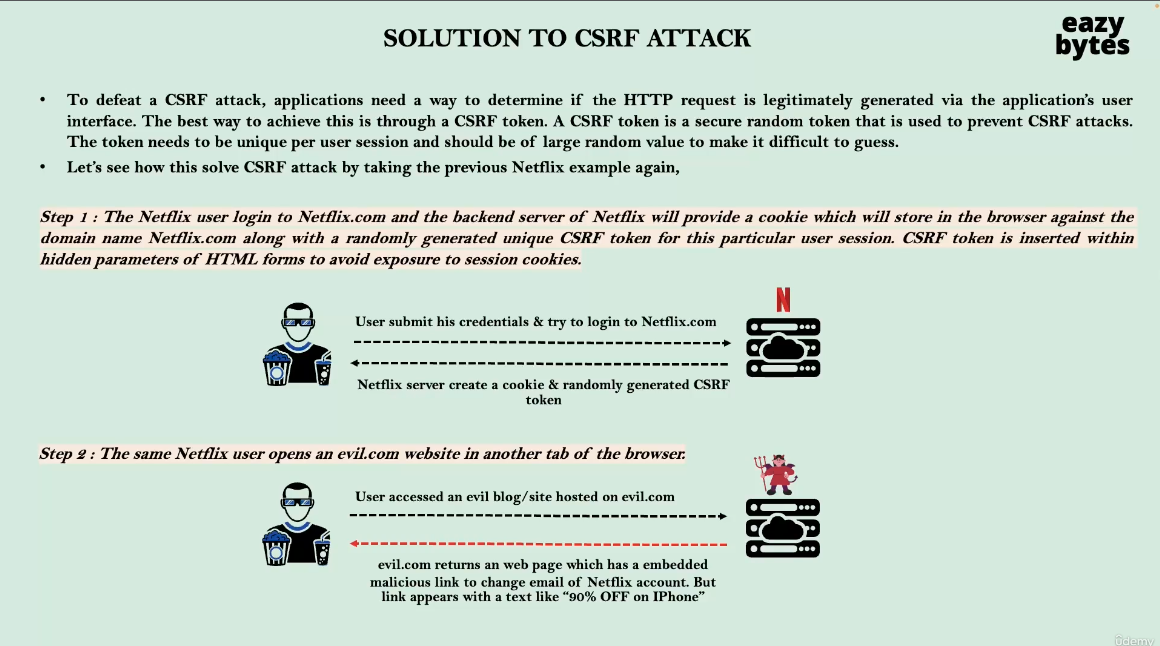 SOLUTION TO CSRF ATTACK
eazy
bytes
• To defeat a CSRF attack, applications need a way to determine if the HTTP request is legitimately generated via the application's user
interface. The best way to achieve this is through a CSRF token. A CSRF token is a secure random token that is used to prevent CSRF attacks.
The token needs to be unique per user session and should be of large random value to make it difficult to guess.
• Let's see how this solve CSRF attack by taking the previous Netflix example again,
Step 1 : The Netflix user login to Netflix.com and the backend server of Netflix will provide a cookie which will store in the browser against the
domain name Netflix.com along with a randomly generated unique CSRF token for this particular user session. CSRF token is inserted within
hidden parameters of HTML forms to avoid exposure to session cookies.
N
User submit his credentials & try to login to Netflix.com
Netflix server create a cookie & randomly generated CSRF
token
Step 2 : The same Netflix user opens an evil.com website in another tab of the browser.
User accessed an evil blog/site hosted on evil.com
evil.com returns an web page which has a embedded
malicious link to change email of Netflix account. But
link appears with a text like “90% OFF on IPhone”
ûdemy